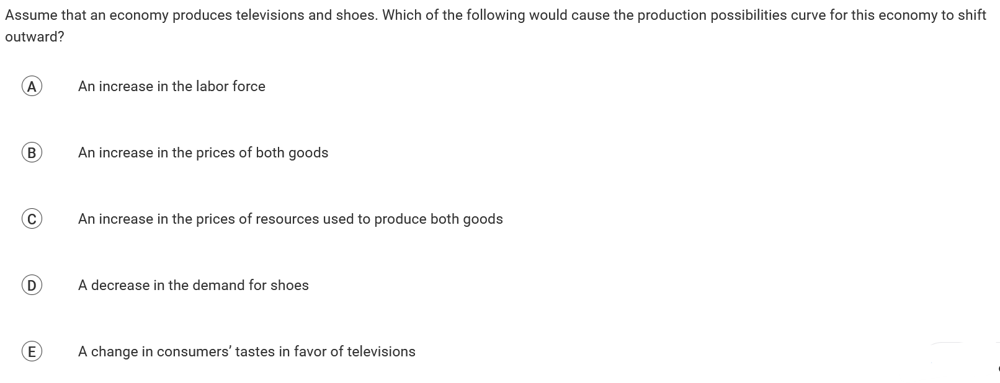 Assume that an economy produces televisions and shoes. Which of the following would cause the production possibilities curve for this economy to shift
outward?
A An increase in the labor force
B An increase in the prices of both goods
C An increase in the prices of resources used to produce both goods
D A decrease in the demand for shoes
E A change in consumers’ tastes in favor of televisions